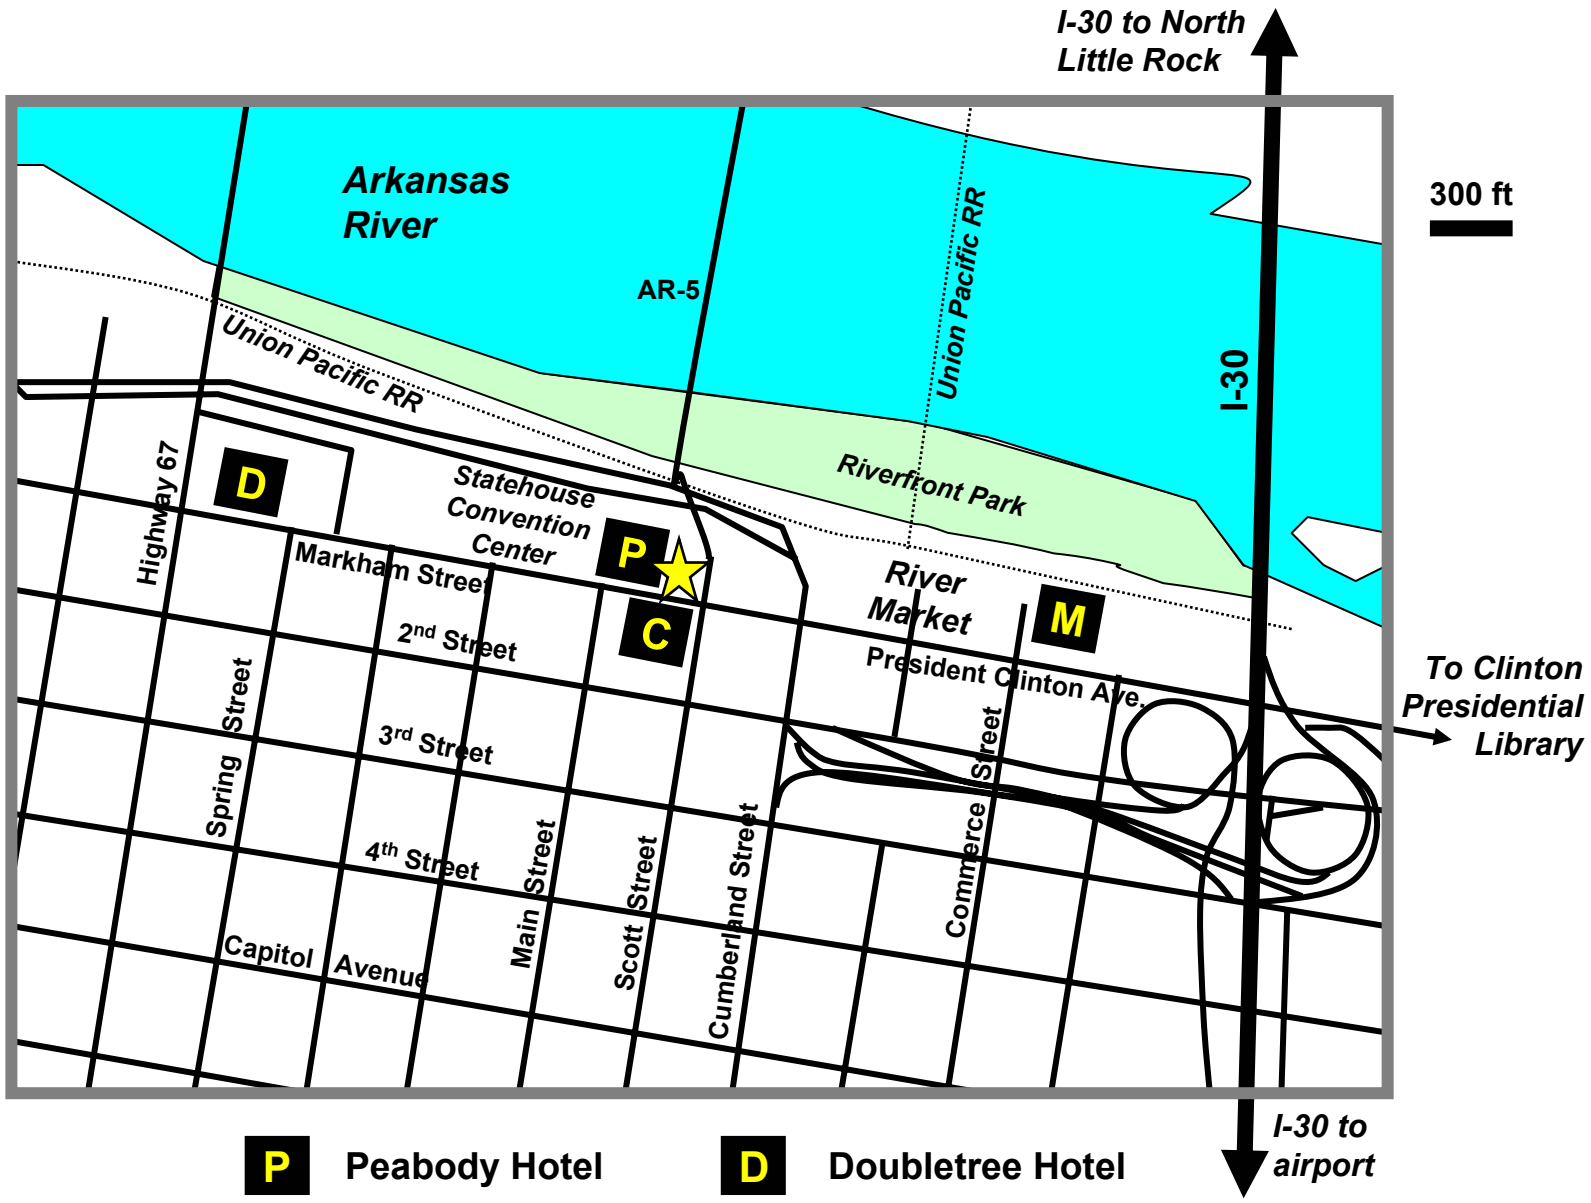 I-30 to North
Little Rock
Arkansas
River
300 ft
Union Pacific RR
AR-5
Union Pacific RR
I-30
Highway 67
D
Statehouse
Convention
Center
Riverfront Park
P
Markham Street
River
Market
M
C
2nd Street
President Clinton Ave.
To Clinton
Presidential
Library
Spring Street
3rd Street
Commerce Street
4th Street
Main Street
Scott Street
Cumberland Street
Capitol Avenue
I-30 to
airport
P Peabody Hotel
D Doubletree Hotel